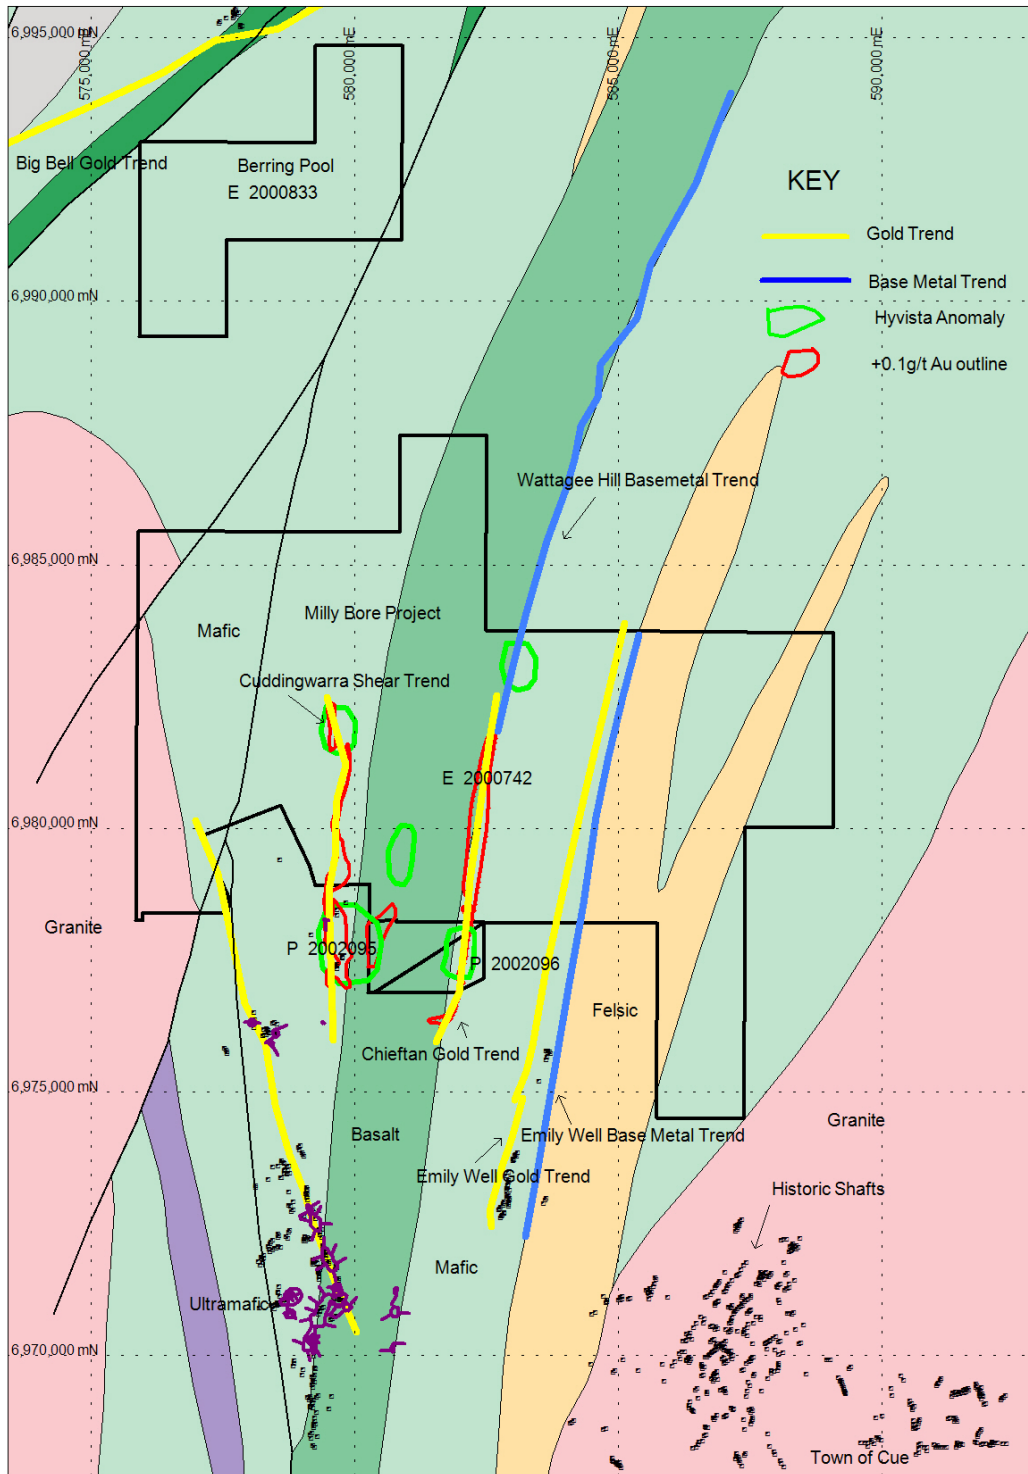 6,995,000 mN
575,000 mE
580,000 mE
585,000 mE
590,000 mE
Big Bell Gold Trend
Berring Pool
E 2000833
KEY
Gold Trend
Base Metal Trend
Hyvista Anomaly
+0.1g/t Au outline
6,990,000 mN
Wattagee Hill Basemetal Trend
6,985,000 mN
Milly Bore Project
Mafic
Cuddingwarra Shear Trend
E 2000742
6,980,000 mN
Granite
P 2002095
P 2002096
Felsic
Chieftan Gold Trend
6,975,000 mN
Basalt
Emily Well Base Metal Trend
Granite
Emily Well Gold Trend
Historic Shafts
Mafic
Ultramafic
6,970,000 mN
Town of Cue